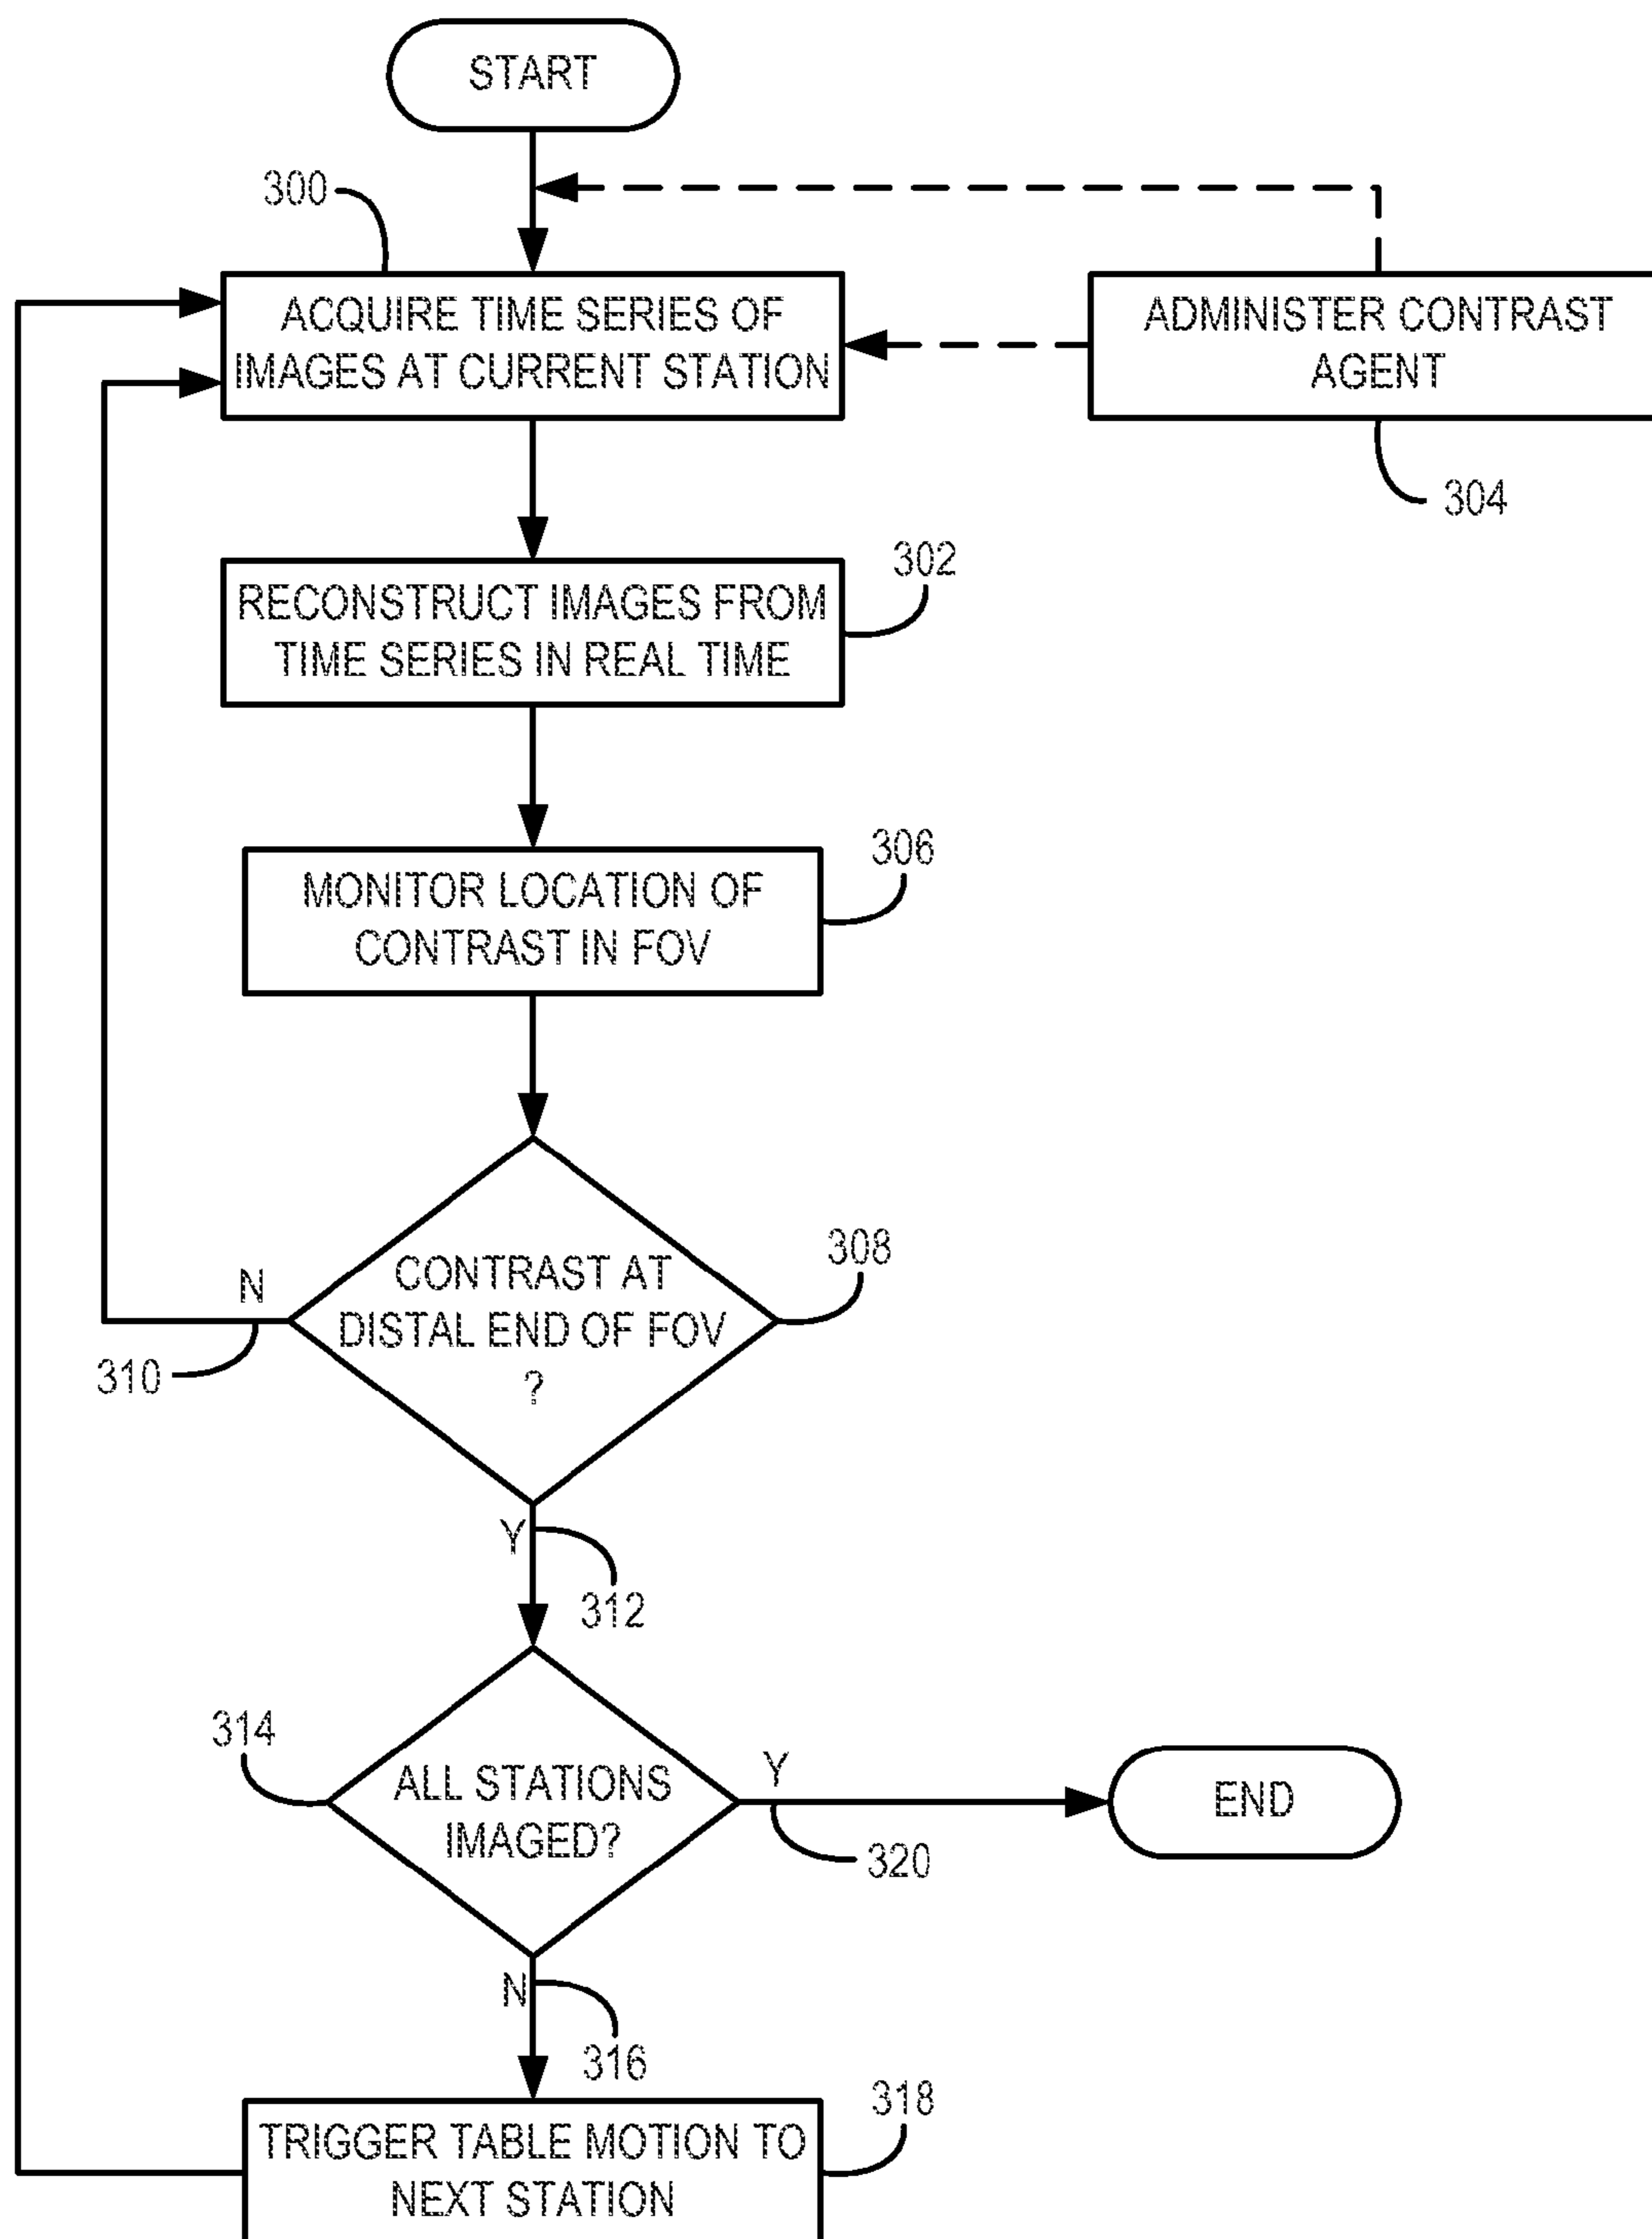 START
300
ACQUIRE TIME SERIES OF
IMAGES AT CURRENT STATION
ADMINISTER CONTRAST
AGENT
304
302
RECONSTRUCT IMAGES FROM
TIME SERIES IN REAL TIME
306
MONITOR LOCATION OF
CONTRAST IN FOV
308
CONTRAST AT
DISTAL END OF FOV
?
N
310
Y
312
314
ALL STATIONS
IMAGED?
Y
320
END
N
316
318
TRIGGER TABLE MOTION TO
NEXT STATION